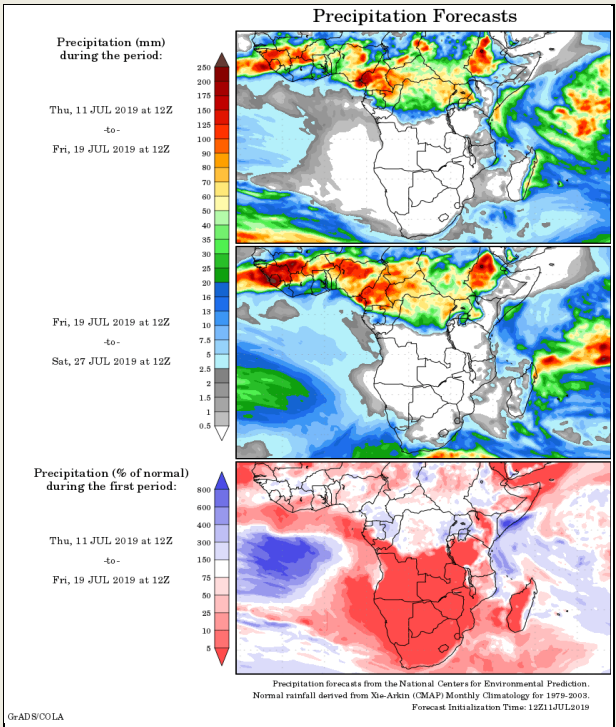 Precipitation Forecasts
Precipitation (mm)
during the period:
Thu, 11 JUL 2019 at 12Z
-to-
Fri, 19 JUL 2019 at 12Z
250
200
175
150
125
100
90
80
70
60
50
40
35
30
25
20
16
13
10
7.5
5
2.5
2
1.5
1
0.5
Fri, 19 JUL 2019 at 12Z
-to-
Sat, 27 JUL 2019 at 12Z
Precipitation (% of normal)
during the first period:
Thu, 11 JUL 2019 at 12Z
-to-
Fri, 19 JUL 2019 at 12Z
800
600
400
300
150
75
50
25
10
5
Precipitation forecasts from the National Centers for Environmental Prediction.
Normal rainfall derived from Xie-Arkin (CMAP) Monthly Climatology for 1979-2003.
Forecast Initialization Time: 12Z11JUL2019
GrADS/COLA